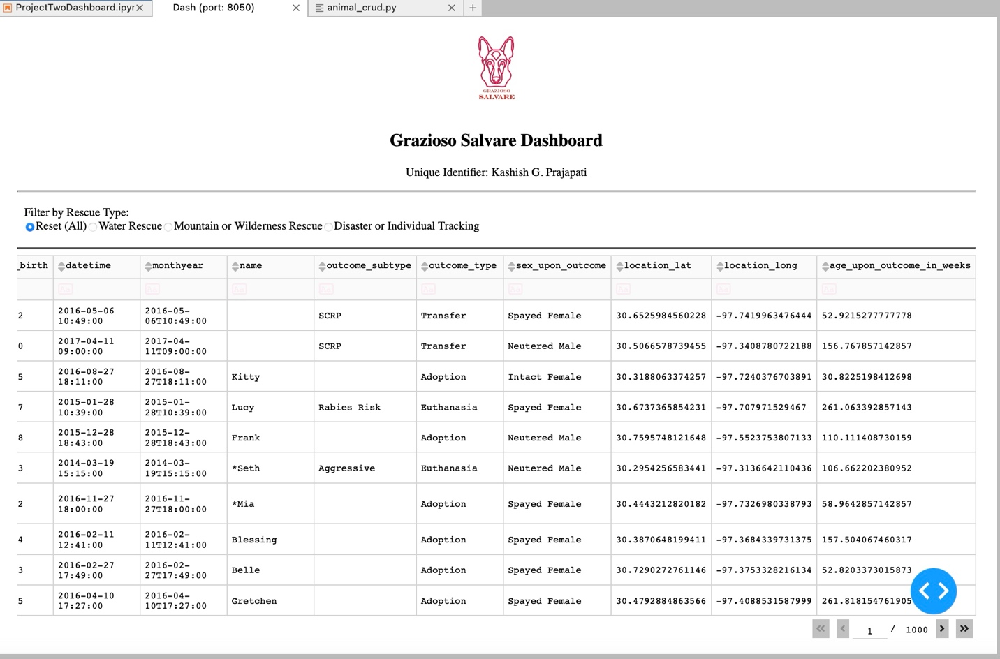 ProjectTwoDashboard.ipyr
Dash (port: 8050)
animal_crud.py
GRAZIOSO
SALVARE
Grazioso Salvare Dashboard
Unique Identifier: Kashish G. Prajapati
Filter by Rescue Type:
Reset (All) Water Rescue Mountain or Wilderness Rescue Disaster or Individual Tracking
_birth datetime monthyear name outcome_subtype outcome_type sex_upon_outcome location_lat location_long age_upon_outcome_in_weeks
Aa Aa Aa Aa Aa Aa Aa Aa Aa
2 2016-05-06 10:49:00 2016-05-06T10:49:00 SCRP Transfer Spayed Female 30.6525984560228 -97.7419963476444 52.9215277777778
0 2017-04-11 09:00:00 2017-04-11T09:00:00 SCRP Transfer Neutered Male 30.5066578739455 -97.3408780722188 156.767857142857
5 2016-08-27 18:11:00 2016-08-27T18:11:00 Kitty Adoption Intact Female 30.3188063374257 -97.7240376703891 30.8225198412698
7 2015-01-28 10:39:00 2015-01-28T10:39:00 Lucy Rabies Risk Euthanasia Spayed Female 30.6737365854231 -97.707971529467 261.063392857143
8 2015-12-28 18:43:00 2015-12-28T18:43:00 Frank Adoption Neutered Male 30.7595748121648 -97.5523753807133 110.111408730159
3 2014-03-19 15:15:00 2014-03-19T15:15:00 *Seth Aggressive Euthanasia Neutered Male 30.2954256583441 -97.3136642110436 106.662202380952
2 2016-11-27 18:00:00 2016-11-27T18:00:00 *Mia Adoption Spayed Female 30.4443212820182 -97.7326980338793 58.9642857142857
4 2016-02-11 12:41:00 2016-02-11T12:41:00 Blessing Adoption Spayed Female 30.3870648199411 -97.3684339731375 157.504067460317
3 2016-02-27 17:49:00 2016-02-27T17:49:00 Belle Adoption Spayed Female 30.7290272761146 -97.3753328216134 52.8203373015873
5 2016-04-10 17:27:00 2016-04-10T17:27:00 Gretchen Adoption Spayed Female 30.4792884863566 -97.4088531587999 261.818154761905
1 / 1000